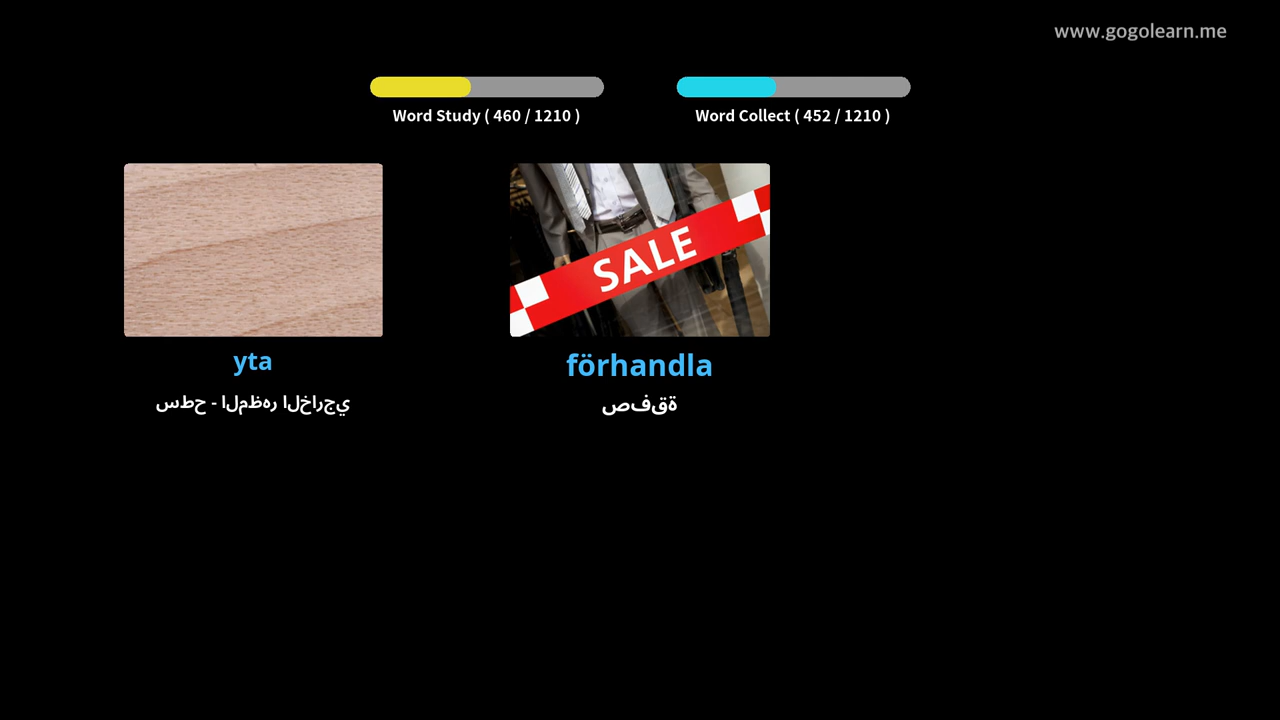 www.gogolearn.me
Word Study ( 460 / 1210 )
Word Collect ( 452 / 1210 )
SALE
yta
سطح - المظهر الخارجي
förhandla
صفقة